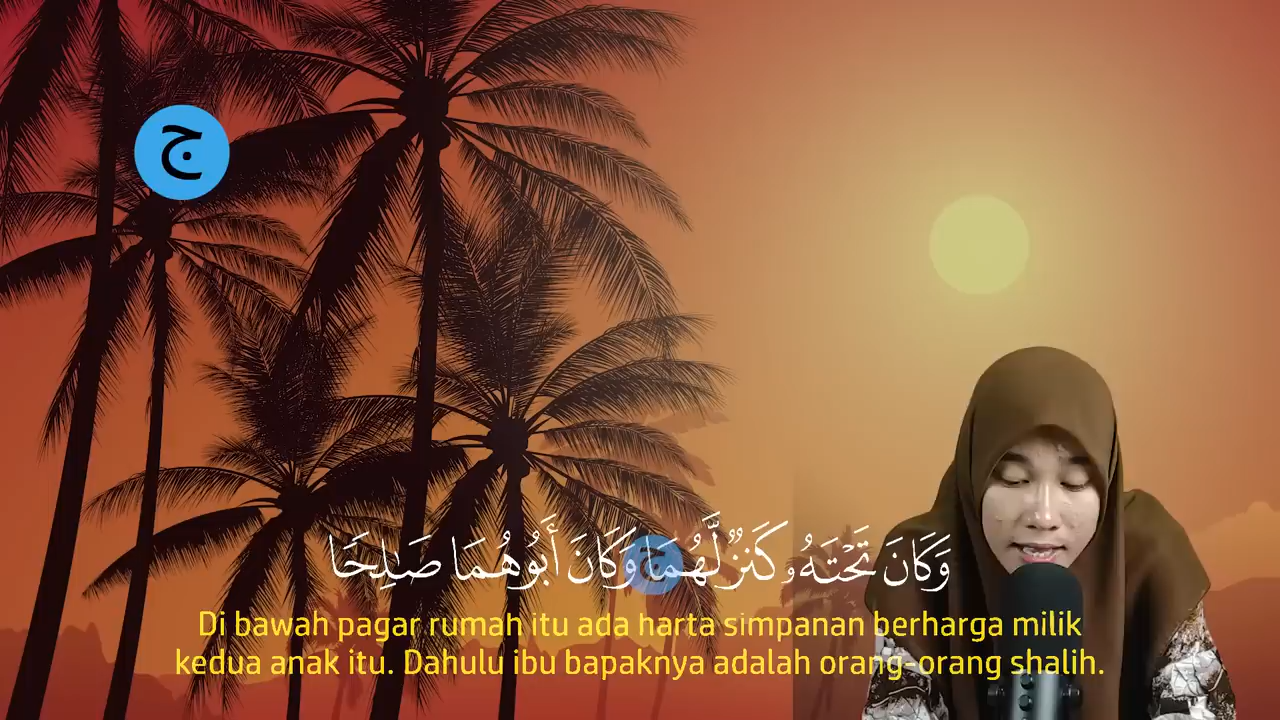 ج
وَكَانَ تَحْتَهُۥ كَنزٌ لَّهُمَا وَكَانَ أَبُوهُمَا صَٰلِحًا
Di bawah pagar rumah itu ada harta simpanan berharga milik
kedua anak itu. Dahulu ibu bapaknya adalah orang-orang shalih.